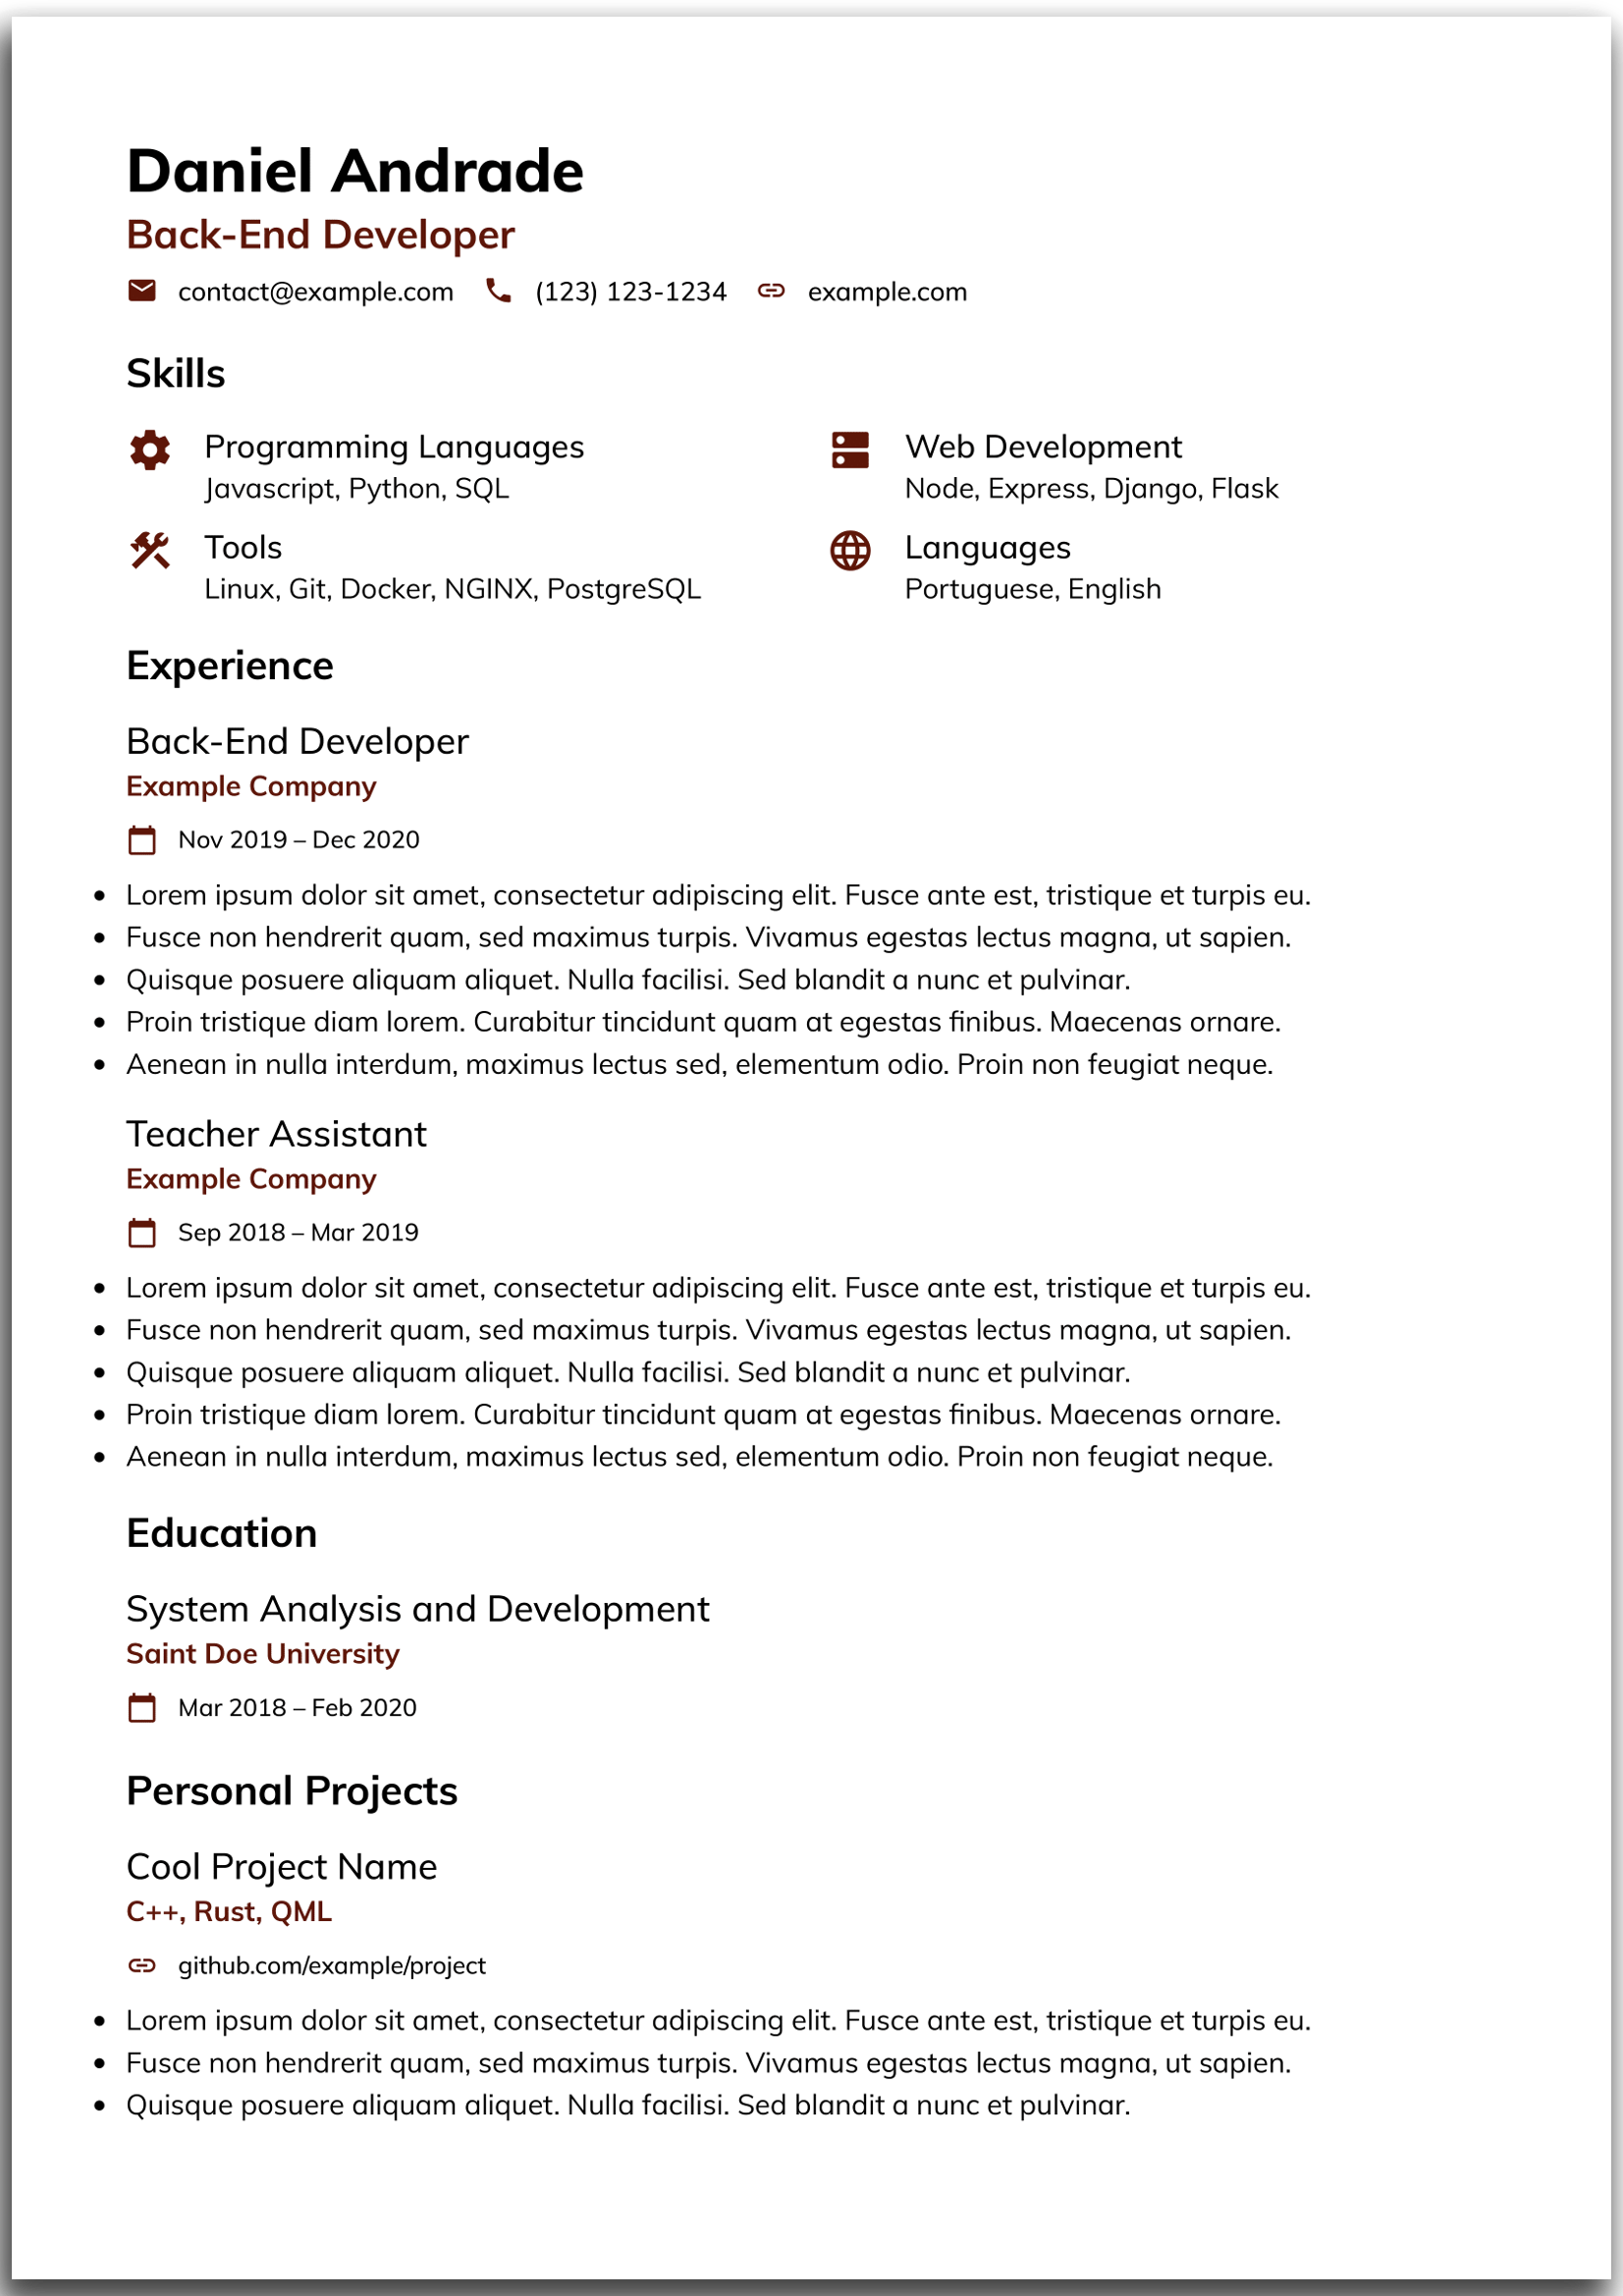 Daniel Andrade
Back-End Developer
contact@example.com (123) 123-1234 example.com
Skills
Programming Languages
Javascript, Python, SQL
Web Development
Node, Express, Django, Flask
Tools
Linux, Git, Docker, NGINX, PostgreSQL
Languages
Portuguese, English
Experience
Back-End Developer
Example Company
Nov 2019 – Dec 2020
• Lorem ipsum dolor sit amet, consectetur adipiscing elit. Fusce ante est, tristique et turpis eu.
• Fusce non hendrerit quam, sed maximus turpis. Vivamus egestas lectus magna, ut sapien.
• Quisque posuere aliquam aliquet. Nulla facilisi. Sed blandit a nunc et pulvinar.
• Proin tristique diam lorem. Curabitur tincidunt quam at egestas finibus. Maecenas ornare.
• Aenean in nulla interdum, maximus lectus sed, elementum odio. Proin non feugiat neque.
Teacher Assistant
Example Company
Sep 2018 – Mar 2019
• Lorem ipsum dolor sit amet, consectetur adipiscing elit. Fusce ante est, tristique et turpis eu.
• Fusce non hendrerit quam, sed maximus turpis. Vivamus egestas lectus magna, ut sapien.
• Quisque posuere aliquam aliquet. Nulla facilisi. Sed blandit a nunc et pulvinar.
• Proin tristique diam lorem. Curabitur tincidunt quam at egestas finibus. Maecenas ornare.
• Aenean in nulla interdum, maximus lectus sed, elementum odio. Proin non feugiat neque.
Education
System Analysis and Development
Saint Doe University
Mar 2018 – Feb 2020
Personal Projects
Cool Project Name
C++, Rust, QML
github.com/example/project
• Lorem ipsum dolor sit amet, consectetur adipiscing elit. Fusce ante est, tristique et turpis eu.
• Fusce non hendrerit quam, sed maximus turpis. Vivamus egestas lectus magna, ut sapien.
• Quisque posuere aliquam aliquet. Nulla facilisi. Sed blandit a nunc et pulvinar.